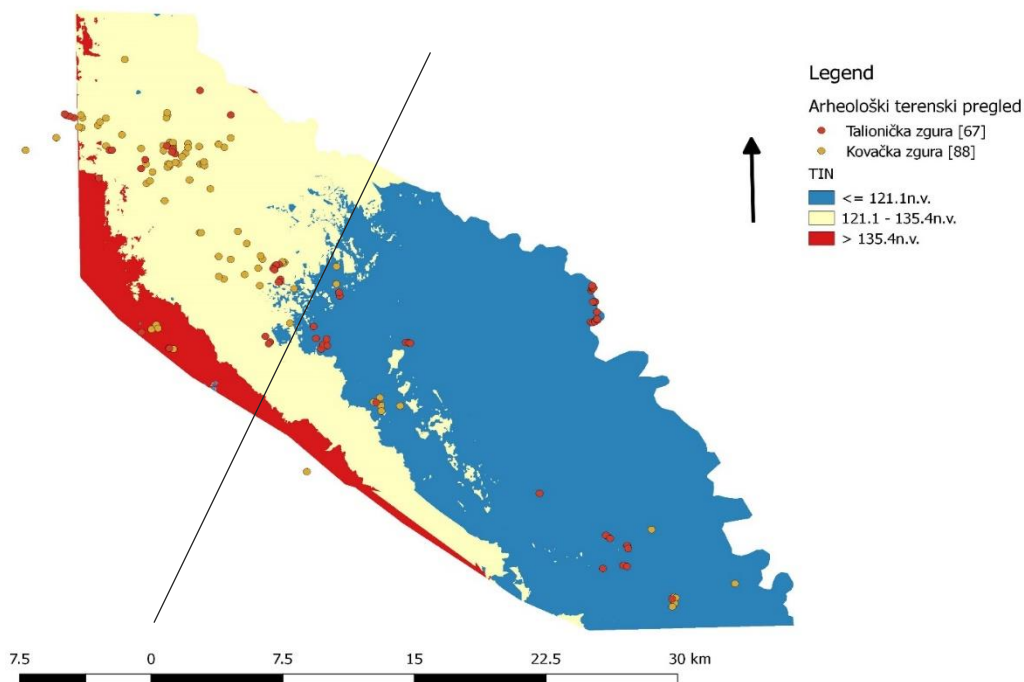 Legend
Arheološki terenski pregled
Talionička zgura [67]
Kovačka zgura [88]
TIN
<= 121.1n.v.
121.1 - 135.4n.v.
> 135.4n.v.
7.5 0 7.5 15 22.5 30 km